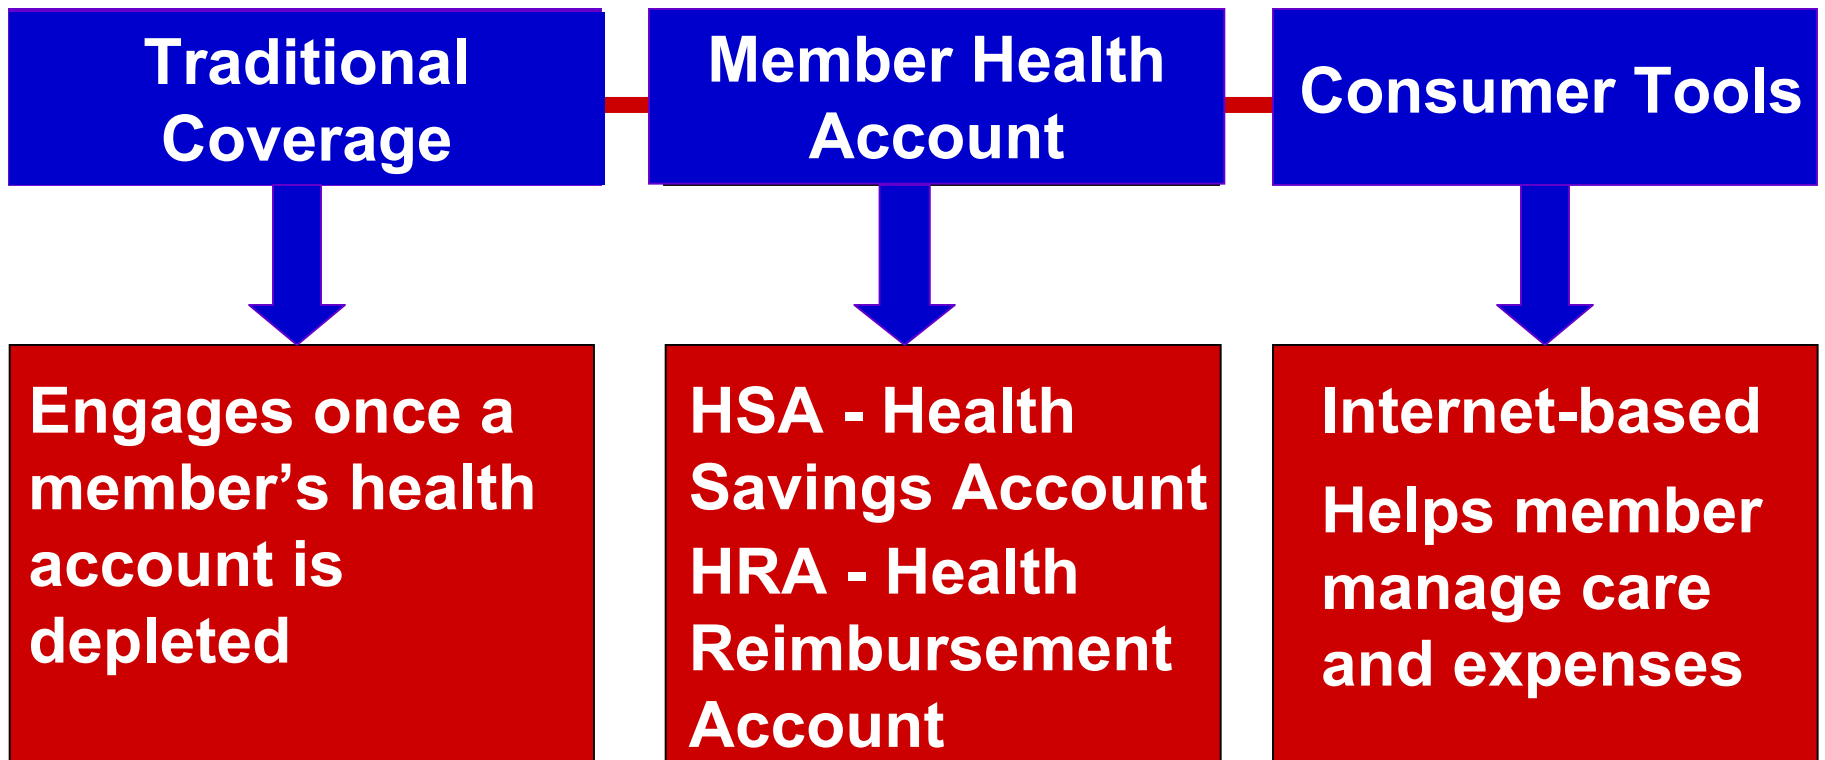 Traditional
Coverage
Member Health
Account
Consumer Tools
Engages once a
member’s health
account is
depleted
HSA - Health
Savings Account
HRA - Health
Reimbursement
Account
Internet-based
Helps member
manage care
and expenses